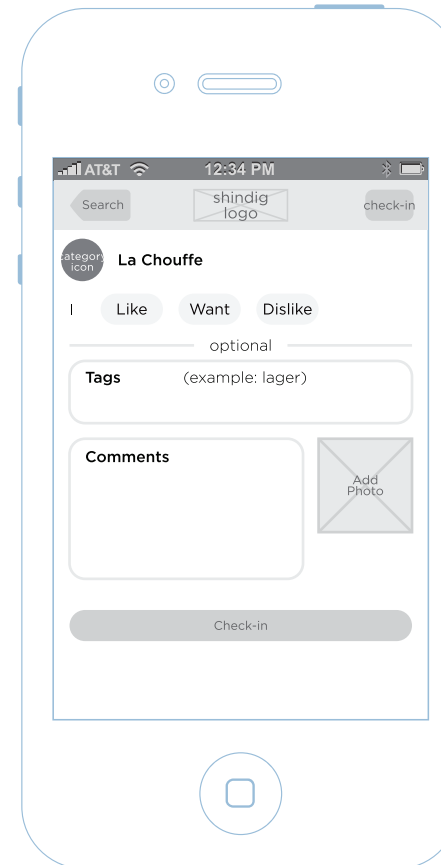 AT&T 12:34 PM
Search
shindig
logo
check-in
category
icon
La Chouffe
I Like Want Dislike
optional
Tags (example: lager)
Comments
Add
Photo
Check-in